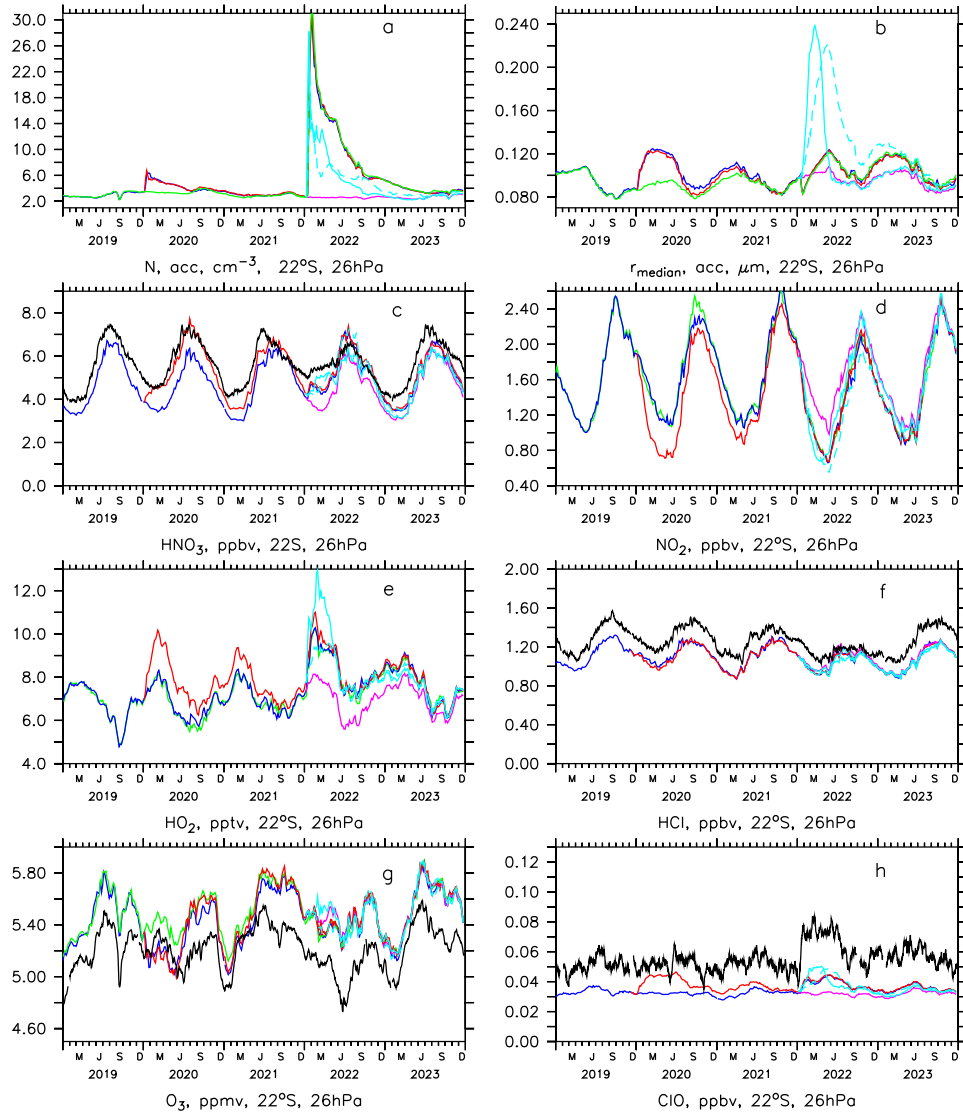 a
30.0
26.0
22.0
18.0
14.0
10.0
6.0
2.0
M J S D M J S D M J S D M J S D M J S D
2019 2020 2021 2022 2023
N, acc, cm⁻³, 22°S, 26hPa
b
0.240
0.200
0.160
0.120
0.080
M J S D M J S D M J S D M J S D M J S D
2019 2020 2021 2022 2023
r_median, acc, μm, 22°S, 26hPa
c
8.0
6.0
4.0
2.0
0.0
M J S D M J S D M J S D M J S D M J S D
2019 2020 2021 2022 2023
HNO₃, ppbv, 22S, 26hPa
d
2.40
2.00
1.60
1.20
0.80
0.40
M J S D M J S D M J S D M J S D M J S D
2019 2020 2021 2022 2023
NO₂, ppbv, 22°S, 26hPa
e
12.0
10.0
8.0
6.0
4.0
M J S D M J S D M J S D M J S D M J S D
2019 2020 2021 2022 2023
HO₂, pptv, 22°S, 26hPa
f
2.00
1.60
1.20
0.80
0.40
0.00
M J S D M J S D M J S D M J S D M J S D
2019 2020 2021 2022 2023
HCl, ppbv, 22°S, 26hPa
g
5.80
5.40
5.00
4.60
M J S D M J S D M J S D M J S D M J S D
2019 2020 2021 2022 2023
O₃, ppmv, 22°S, 26hPa
h
0.13
0.12
0.10
0.08
0.06
0.04
0.02
0.00
M J S D M J S D M J S D M J S D M J S D
2019 2020 2021 2022 2023
ClO, ppbv, 22°S, 26hPa